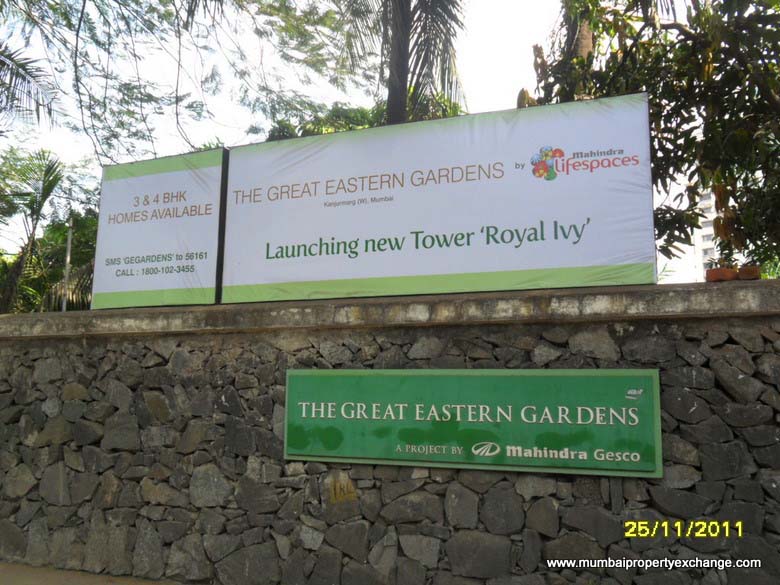 3 & 4 BHK
HOMES AVAILABLE
SMS 'GEGARDENS' to 56161
CALL : 1800-102-3455
THE GREAT EASTERN GARDENS by Mahindra
lifespaces
Kanjurmarg (W), Mumbai
Launching new Tower 'Royal Ivy'
THE GREAT EASTERN GARDENS
A PROJECT BY Mahindra Gesco
25/11/2011
www.mumbaipropertyexchange.com